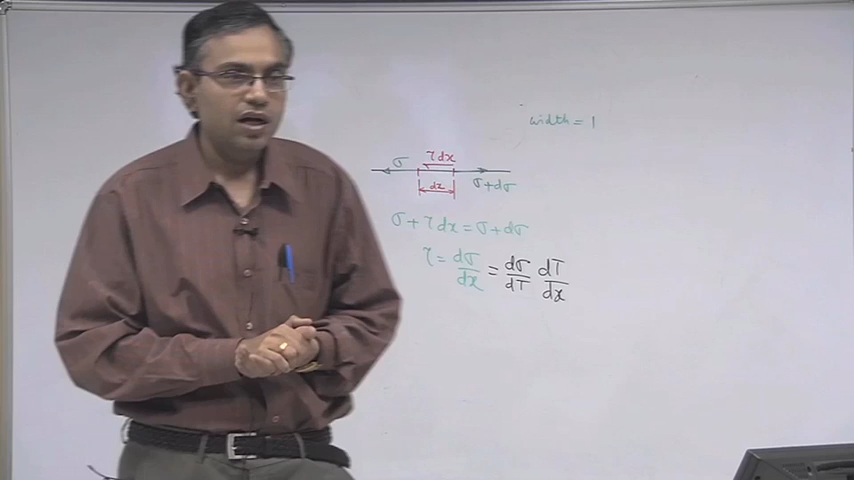 width = 1
τdx
σ
dx
σ+dσ
σ + τdx = σ + dσ
τ = dσ/dx = dσ/dT dT/dx